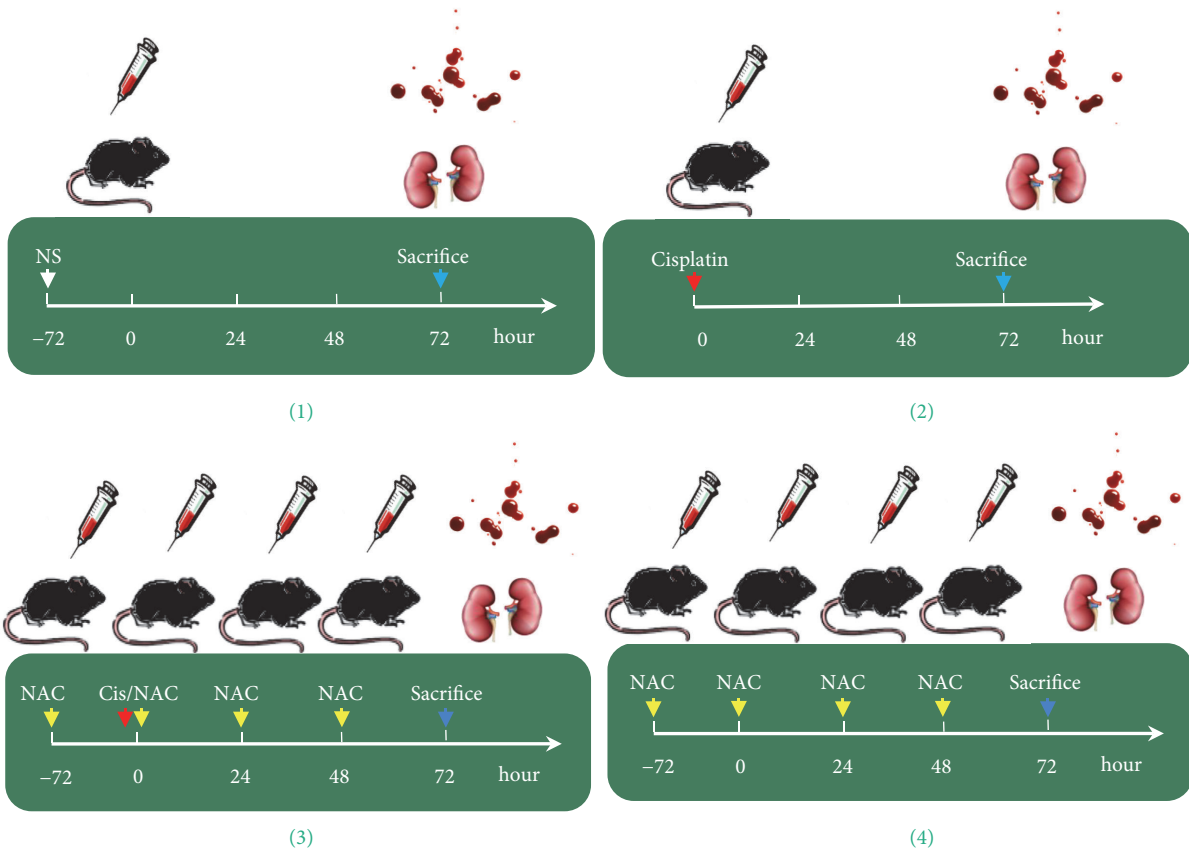 NS Sacrifice
−72 0 24 48 72 hour
(1)
Cisplatin Sacrifice
0 24 48 72 hour
(2)
NAC Cis/NAC NAC NAC Sacrifice
−72 0 24 48 72 hour
(3)
NAC NAC NAC NAC Sacrifice
−72 0 24 48 72 hour
(4)